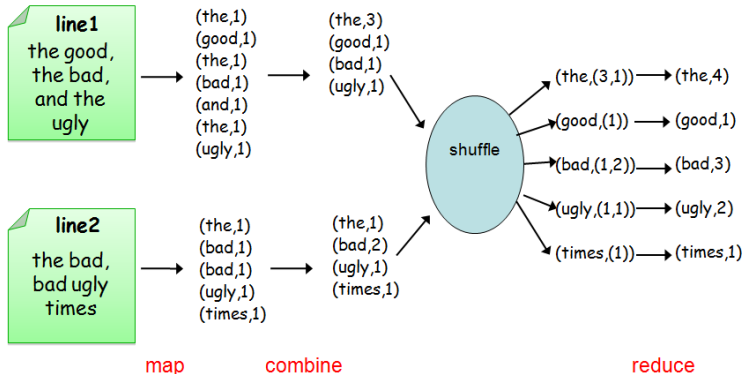 line1
the good,
the bad,
and the
ugly
(the,1)
(good,1)
(the,1)
(bad,1)
(and,1)
(the,1)
(ugly,1)
(the,3)
(good,1)
(bad,1)
(ugly,1)
line2
the bad,
bad ugly
times
(the,1)
(bad,1)
(bad,1)
(ugly,1)
(times,1)
(the,1)
(bad,2)
(ugly,1)
(times,1)
shuffle
(the,(3,1)) (the,4)
(good,(1)) (good,1)
(bad,(1,2)) (bad,3)
(ugly,(1,1)) (ugly,2)
(times,(1)) (times,1)
map combine reduce